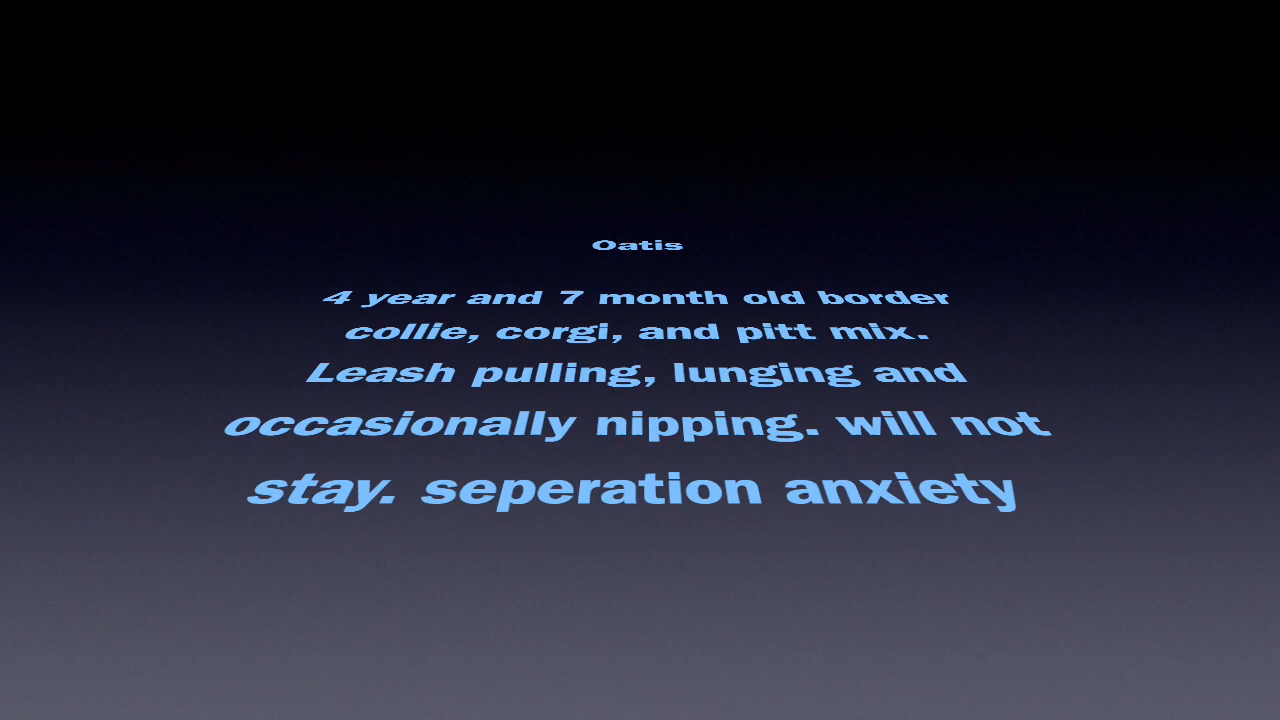 Oatis
4 year and 7 month old border
collie, corgi, and pitt mix.
Leash pulling, lunging and
occasionally nipping. will not
stay. seperation anxiety